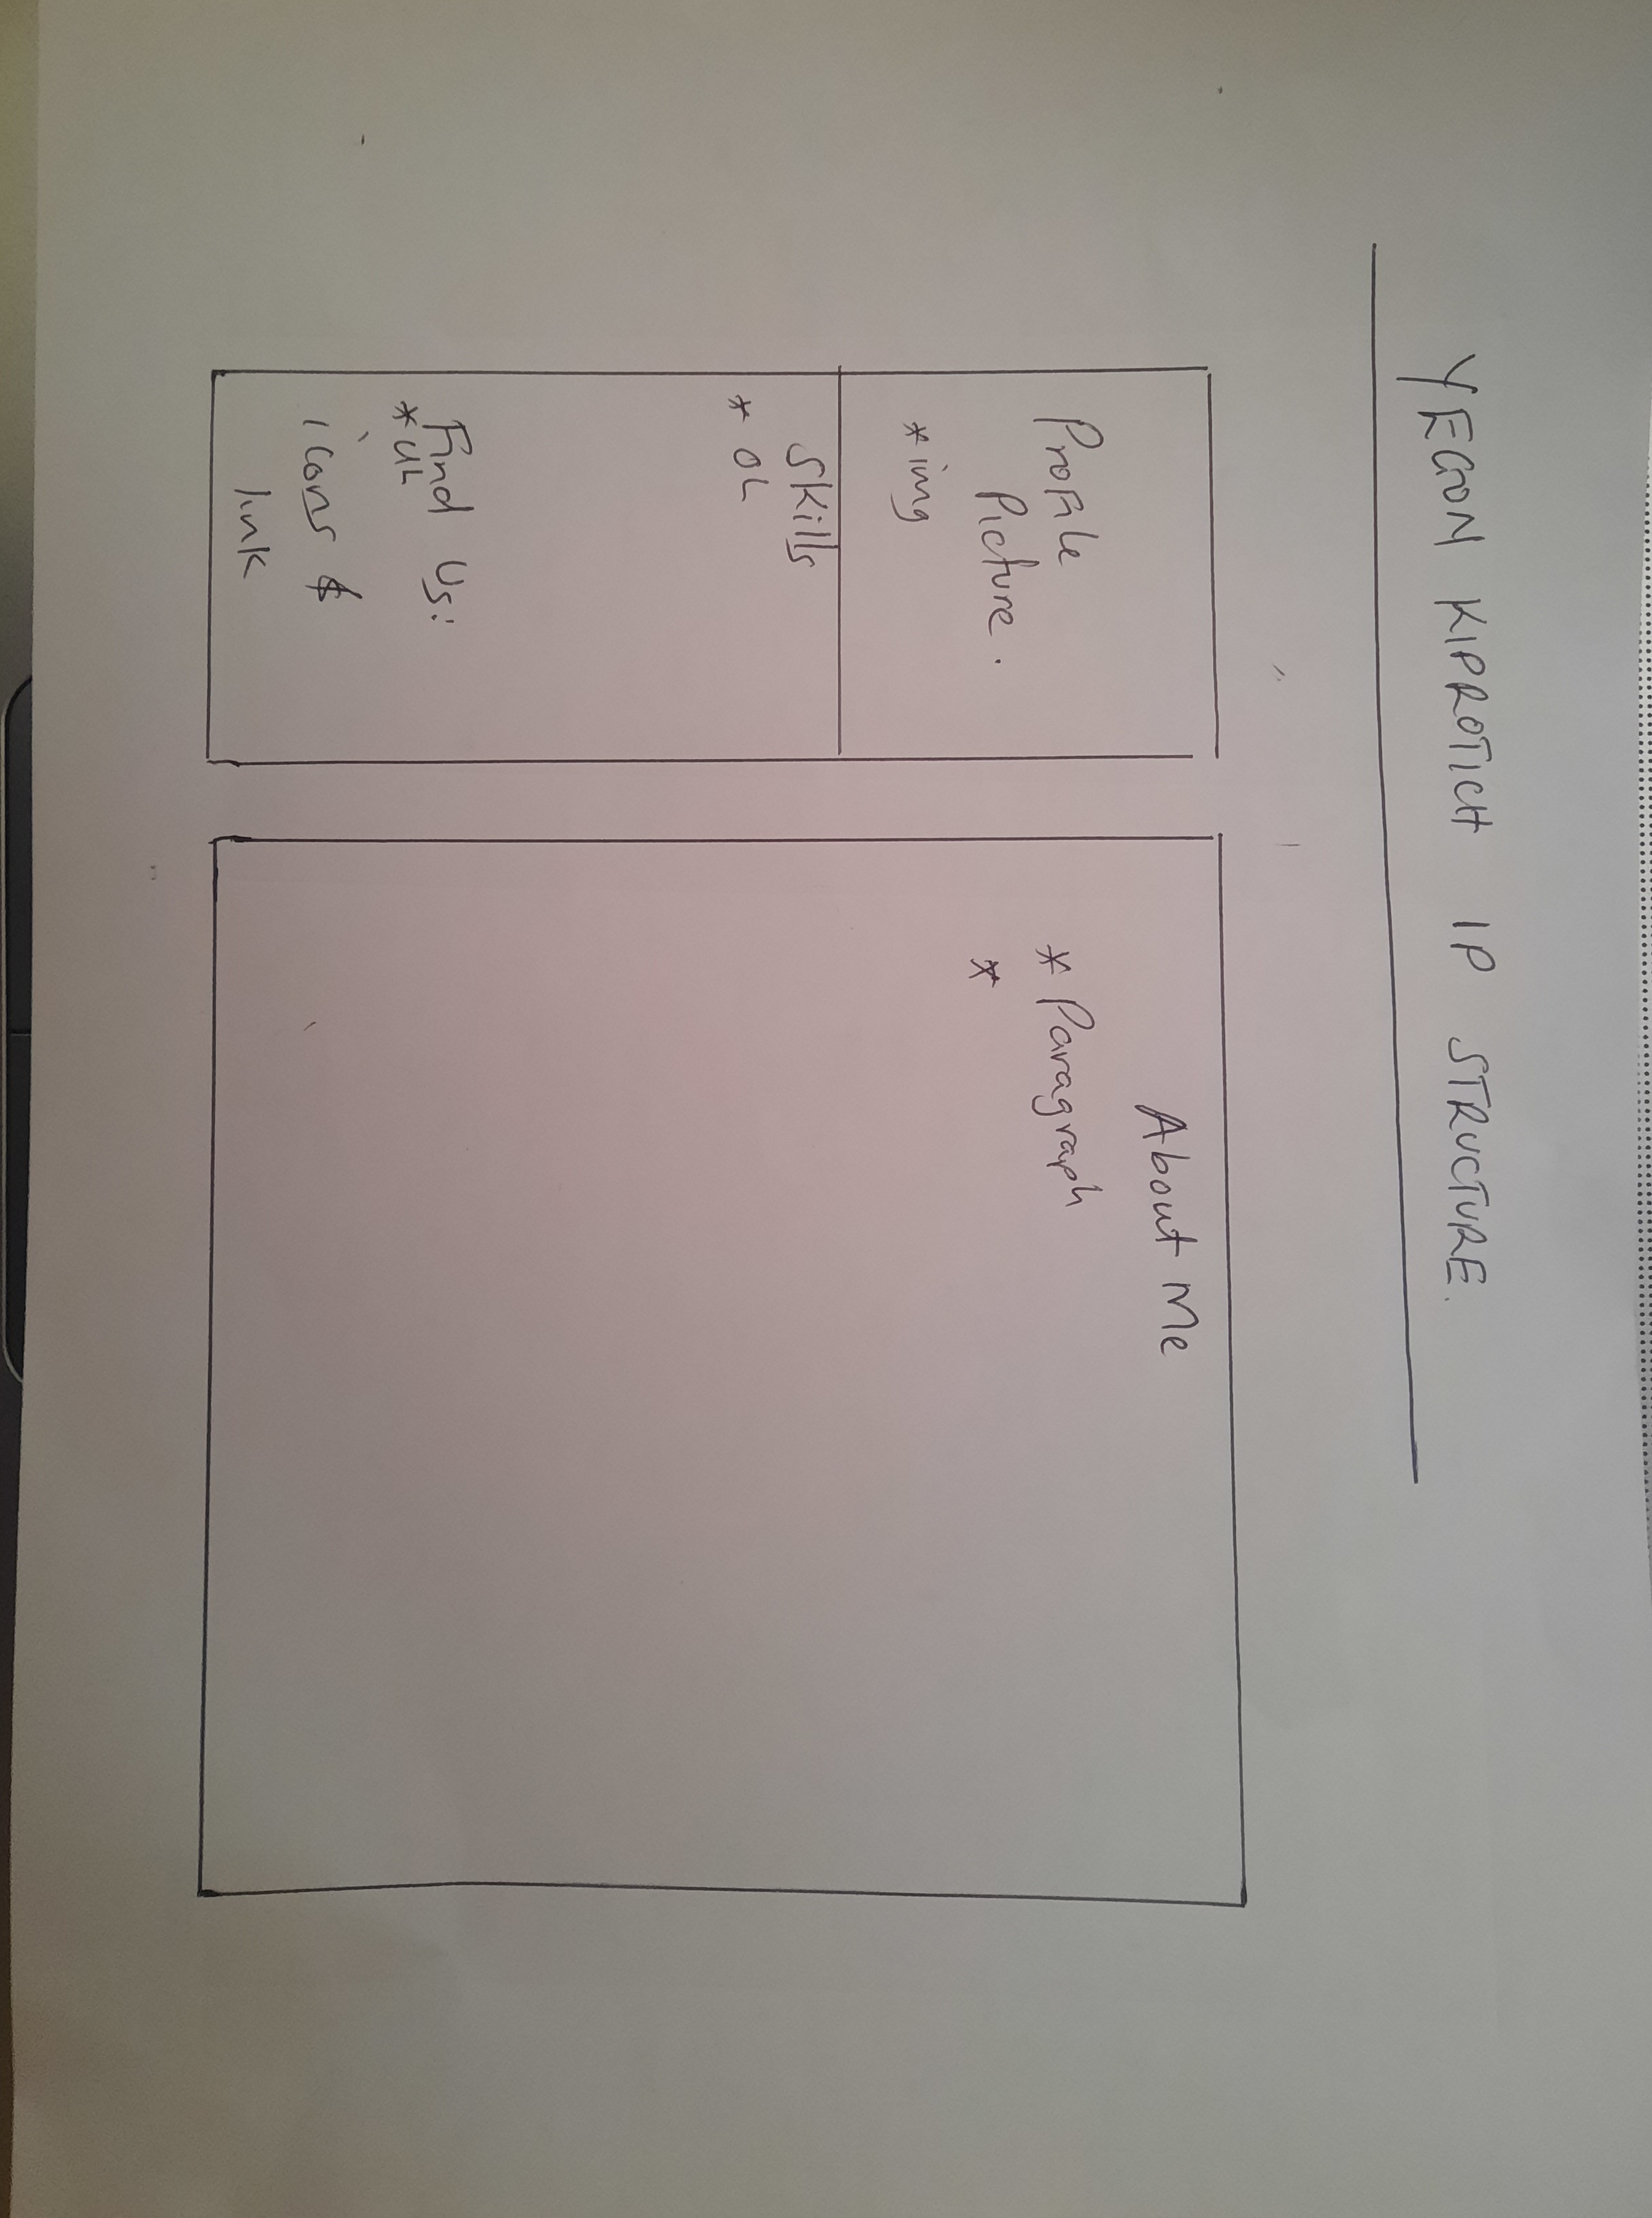 YEGON KIPROTICH IP STRUCTURE.
Profile
Picture.
* img
Skills
* OL
Find Us:
* UL
icons &
link
About Me
* Paragraph
*